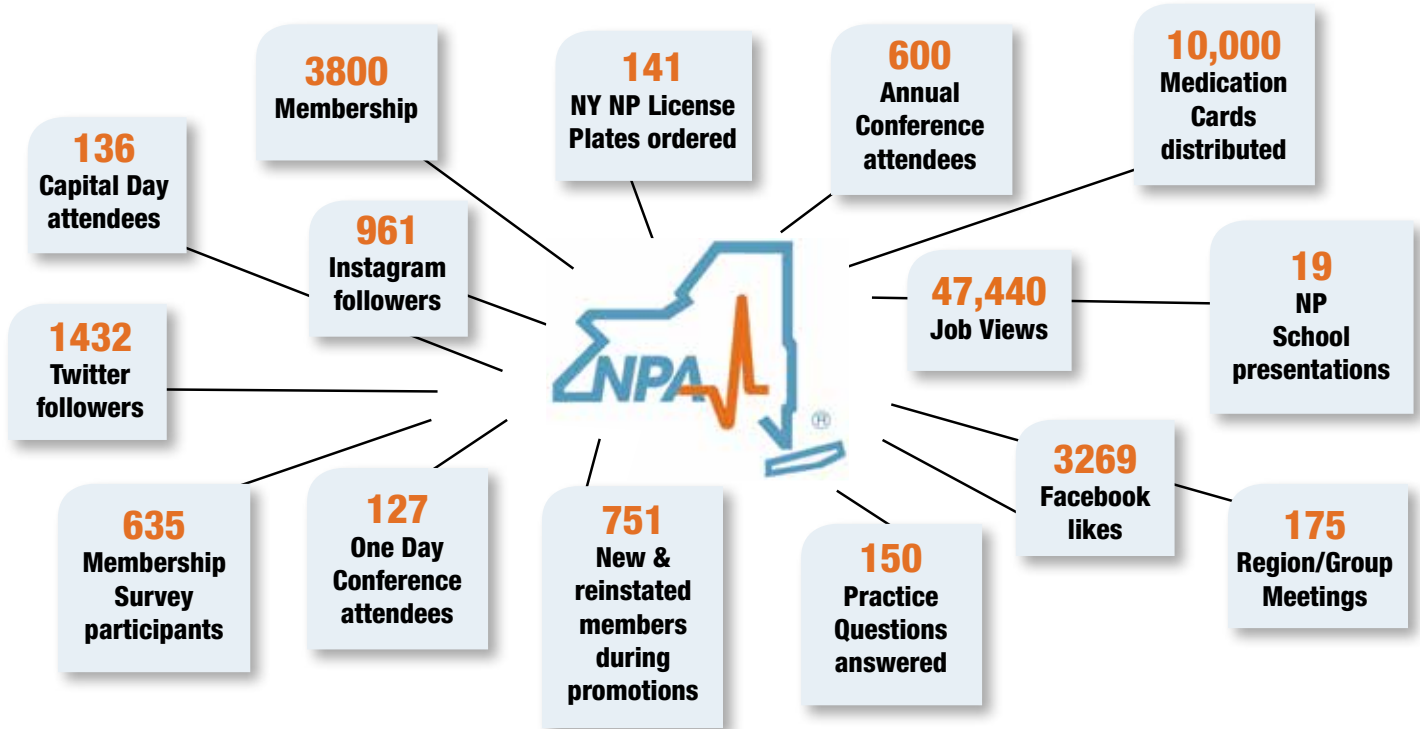 3800
Membership
141
NY NP License
Plates ordered
600
Annual
Conference
attendees
10,000
Medication
Cards
distributed
136
Capital Day
attendees
961
Instagram
followers
47,440
Job Views
19
NP
School
presentations
1432
Twitter
followers
NPA
®
635
Membership
Survey
participants
127
One Day
Conference
attendees
751
New &
reinstated
members
during
promotions
150
Practice
Questions
answered
3269
Facebook
likes
175
Region/Group
Meetings